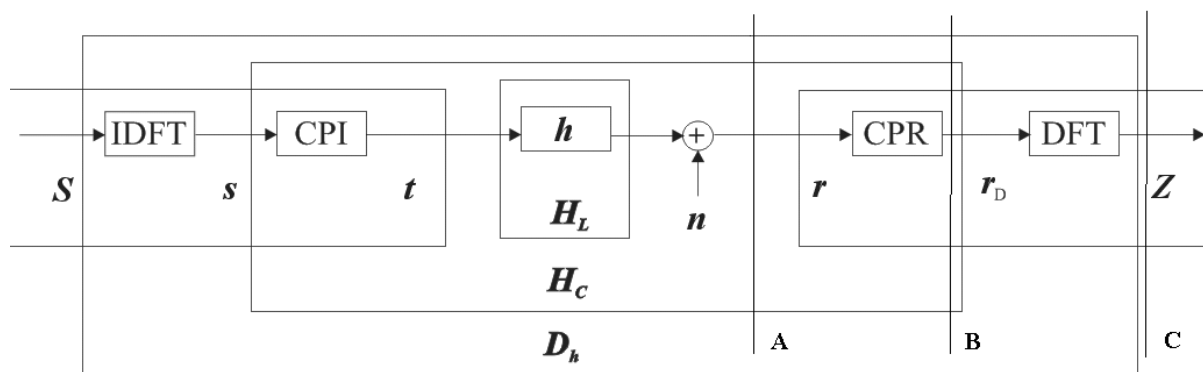 IDFT CPI h + CPR DFT
S s t r r_D Z
H_L n
H_C
D_h A B C